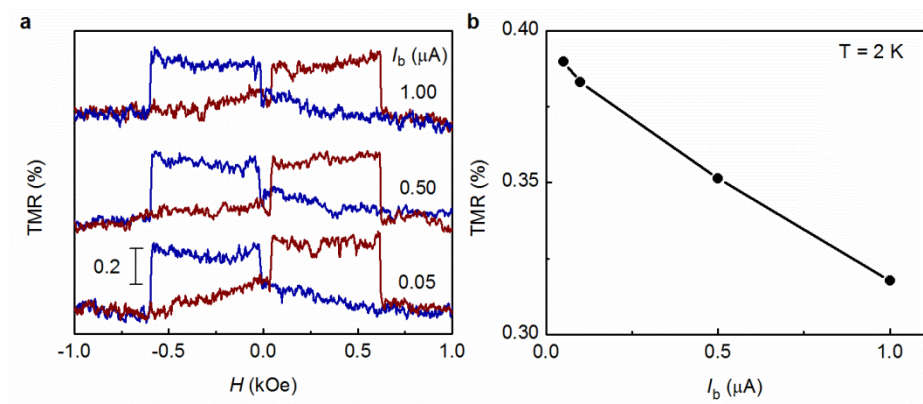 a
TMR (%)
I_b (μA)
1.00
0.50
0.05
0.2
-1.0
-0.5
0.0
0.5
1.0
H (kOe)
b
TMR (%)
T = 2 K
0.40
0.35
0.30
0.0
0.5
1.0
I_b (μA)